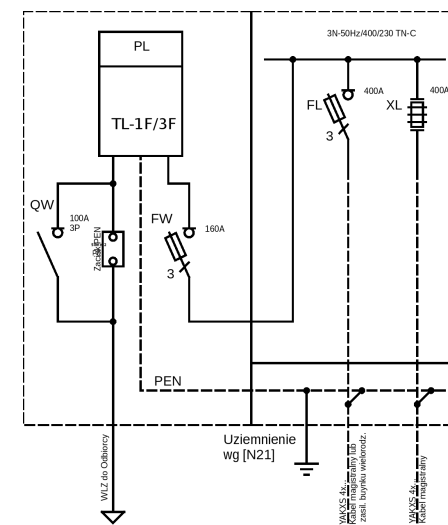 3N-50Hz/400/230 TN-C
PL
TL-1F/3F
FL
400A
XL
400A
3
QW
100A
3P
FW
160A
3
PEN
WLZ do Odbiorcy
Uziemnienie
wg [N21]
YAKXS 4x...
Kabel magistralny lub
zasil. buynku wielorodz.
YAKXS 4x...
Kabel magistralny